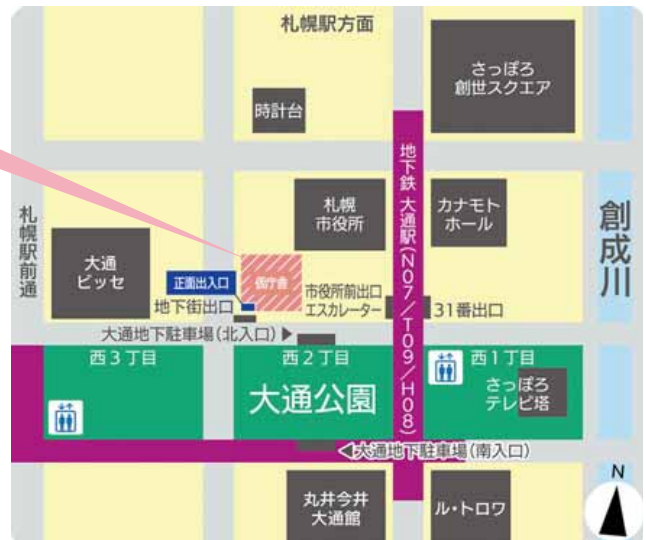 札幌駅方面
さっぽろ
創世スクエア
時計台
地下鉄 大通駅(N07/T09/H08)
札幌
市役所
カナモト
ホール
札幌駅前通
創成川
大通
ビッセ
正面出入口
仮庁舎
地下街出口
市役所前出口
エスカレーター
31番出口
大通地下駐車場(北入口)▶
西3丁目
西2丁目
西1丁目
大通公園
さっぽろ
テレビ塔
◀大通地下駐車場(南入口)
丸井今井
大通館
ル・トロワ
N